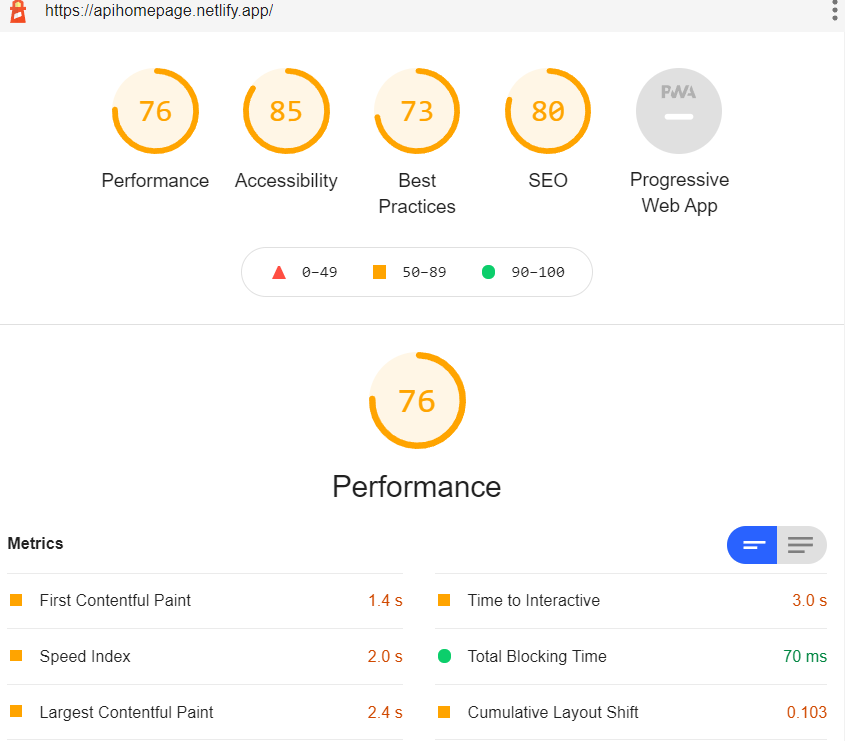 https://apihomepage.netlify.app/
76 85 73 80 PWA
Performance Accessibility Best Practices SEO Progressive Web App
0–49 50–89 90–100
76
Performance
Metrics
First Contentful Paint 1.4 s
Time to Interactive 3.0 s
Speed Index 2.0 s
Total Blocking Time 70 ms
Largest Contentful Paint 2.4 s
Cumulative Layout Shift 0.103